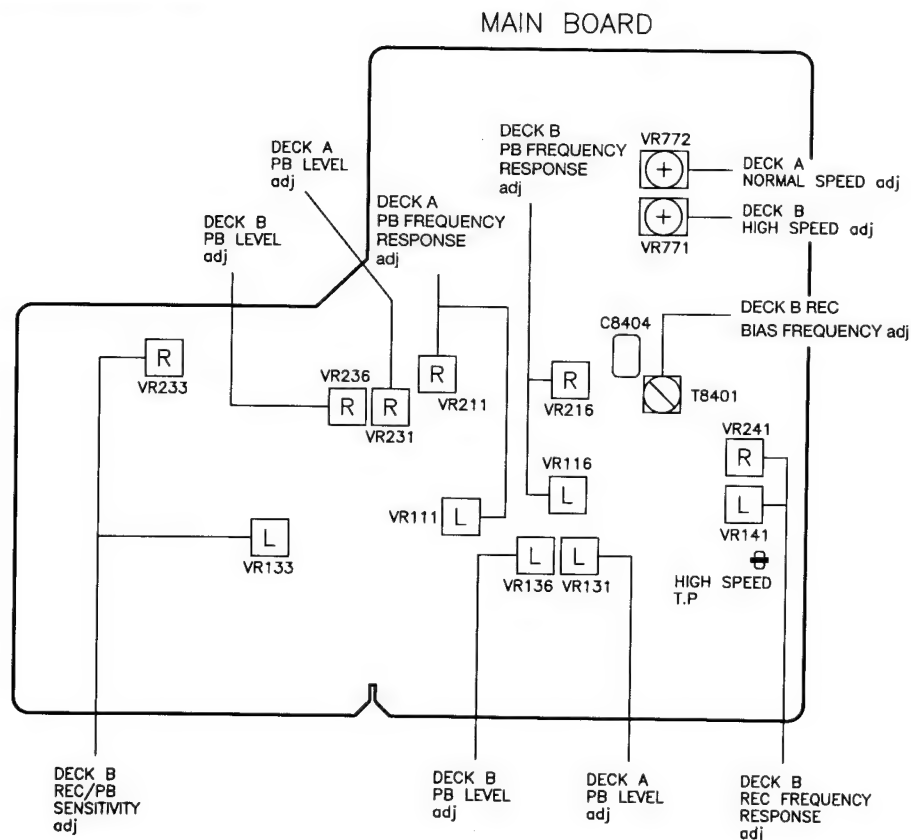 MAIN BOARD
DECK A
PB LEVEL
adj
DECK B
PB FREQUENCY
RESPONSE
adj
VR772
DECK A
NORMAL SPEED adj
DECK B
HIGH SPEED adj
VR771
DECK B
PB LEVEL
adj
DECK A
PB FREQUENCY
RESPONSE
adj
DECK B REC
BIAS FREQUENCY adj
C8404
T8401
R
VR233
VR236
R
R
VR231
R
VR211
R
VR216
VR241
R
VR116
L
VR111
L
L
VR141
L
VR133
L
L
VR136
VR131
HIGH SPEED
T.P
DECK B
REC/PB
SENSITIVITY
adj
DECK B
PB LEVEL
adj
DECK A
PB LEVEL
adj
DECK B
REC FREQUENCY
RESPONSE
adj